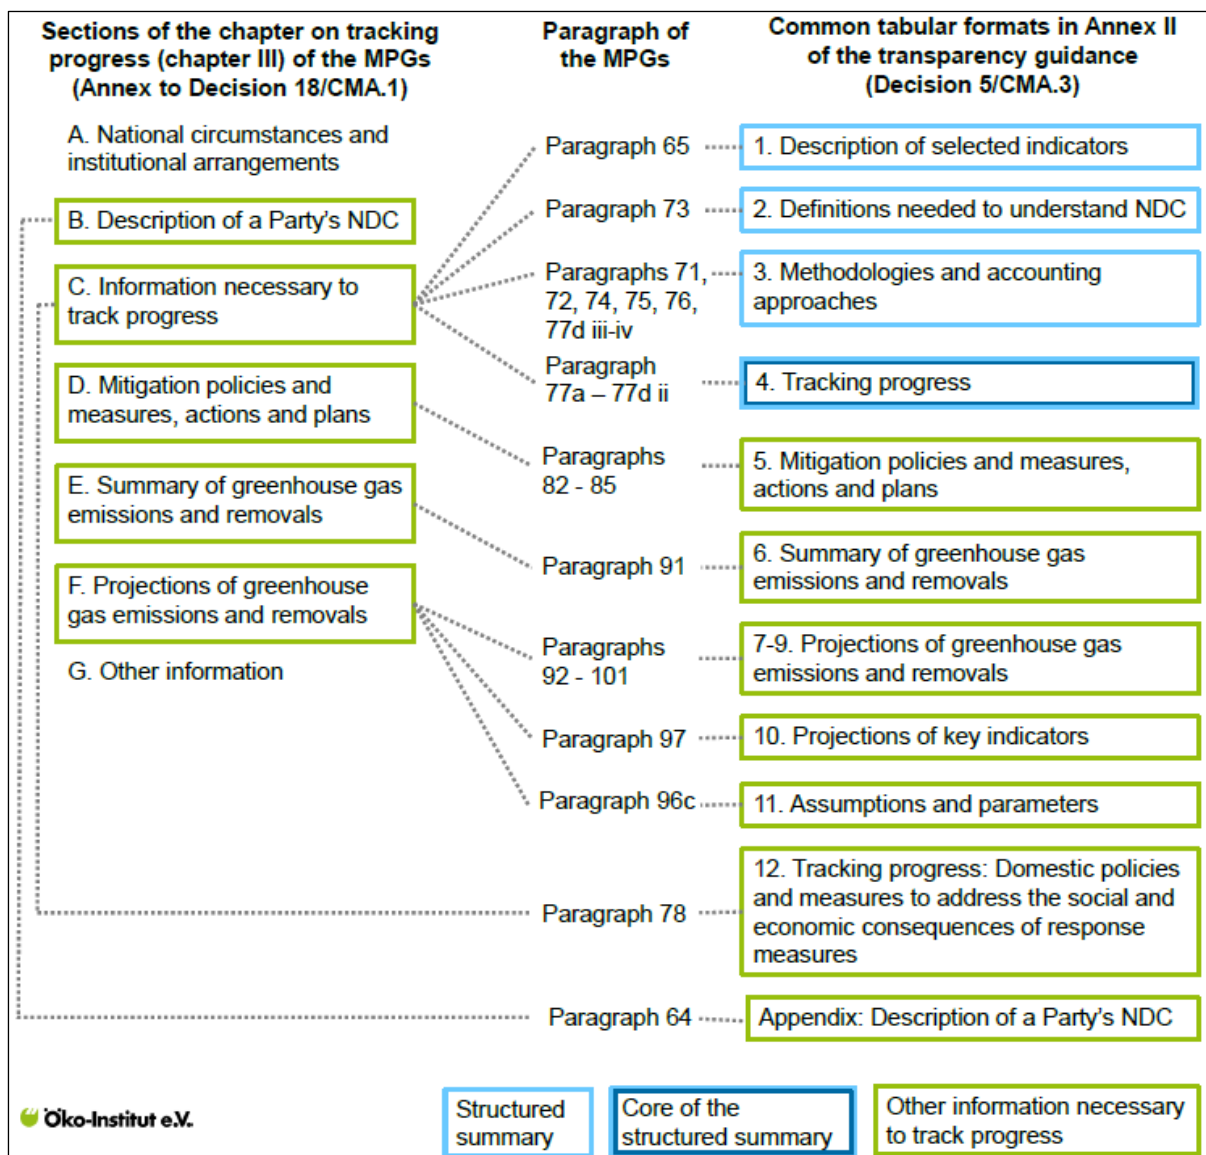 Sections of the chapter on tracking
progress (chapter III) of the MPGs
(Annex to Decision 18/CMA.1)
A. National circumstances and
institutional arrangements
B. Description of a Party's NDC
C. Information necessary to
track progress
D. Mitigation policies and
measures, actions and plans
E. Summary of greenhouse gas
emissions and removals
F. Projections of greenhouse
gas emissions and removals
G. Other information
Paragraph of
the MPGs
Paragraph 65
Paragraph 73
Paragraphs 71,
72, 74, 75, 76,
77d iii-iv
Paragraph
77a – 77d ii
Paragraphs
82 - 85
Paragraph 91
Paragraphs
92 - 101
Paragraph 97
Paragraph 96c
Paragraph 78
Paragraph 64
Common tabular formats in Annex II
of the transparency guidance
(Decision 5/CMA.3)
1. Description of selected indicators
2. Definitions needed to understand NDC
3. Methodologies and accounting
approaches
4. Tracking progress
5. Mitigation policies and measures,
actions and plans
6. Summary of greenhouse gas
emissions and removals
7-9. Projections of greenhouse gas
emissions and removals
10. Projections of key indicators
11. Assumptions and parameters
12. Tracking progress: Domestic policies
and measures to address the social and
economic consequences of response
measures
Appendix: Description of a Party's NDC
Öko-Institut e.V.
Structured
summary
Core of the
structured summary
Other information necessary
to track progress